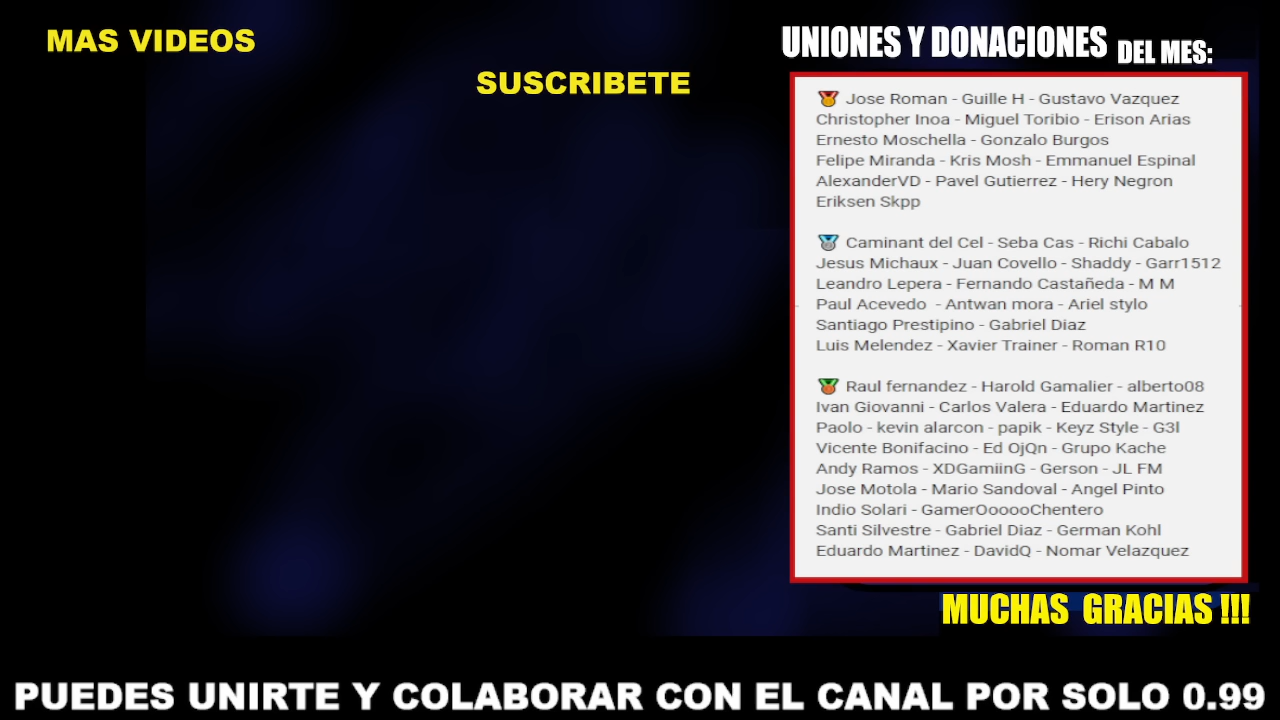 MAS VIDEOS
SUSCRIBETE
UNIONES Y DONACIONES DEL MES:
Jose Roman - Guille H - Gustavo Vazquez
Christopher Inoa - Miguel Toribio - Erison Arias
Ernesto Moschella - Gonzalo Burgos
Felipe Miranda - Kris Mosh - Emmanuel Espinal
AlexanderVD - Pavel Gutierrez - Hery Negron
Eriksen Skpp
Caminant del Cel - Seba Cas - Richi Cabalo
Jesus Michaux - Juan Covello - Shaddy - Garr1512
Leandro Lepera - Fernando Castañeda - M M
Paul Acevedo - Antwan mora - Ariel stylo
Santiago Prestipino - Gabriel Diaz
Luis Melendez - Xavier Trainer - Roman R10
Raul fernandez - Harold Gamalier - alberto08
Ivan Giovanni - Carlos Valera - Eduardo Martinez
Paolo - kevin alarcon - papik - Keyz Style - G3l
Vicente Bonifacino - Ed OjQn - Grupo Kache
Andy Ramos - XDGamiinG - Gerson - JL FM
Jose Motola - Mario Sandoval - Angel Pinto
Indio Solari - GamerOooooChentero
Santi Silvestre - Gabriel Diaz - German Kohl
Eduardo Martinez - DavidQ - Nomar Velazquez
MUCHAS GRACIAS !!!
PUEDES UNIRTE Y COLABORAR CON EL CANAL POR SOLO 0.99